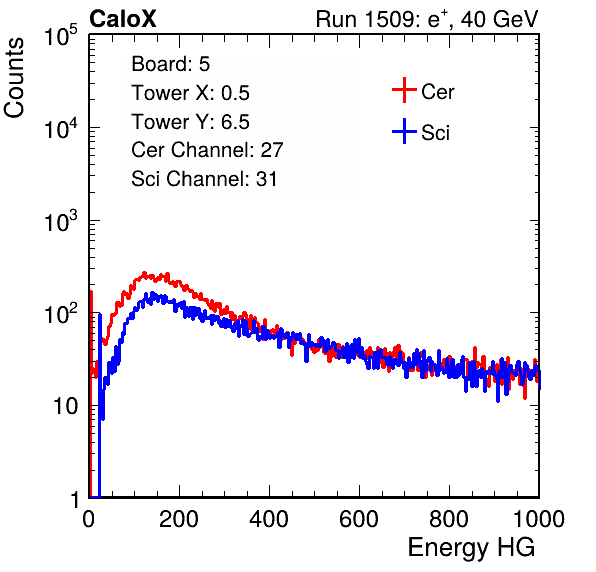 CaloX Run 1509: e⁺, 40 GeV
Counts
Board: 5
Tower X: 0.5
Tower Y: 6.5
Cer Channel: 27
Sci Channel: 31
Cer
Sci
10⁵
10⁴
10³
10²
10
1
0 200 400 600 800 1000
Energy HG